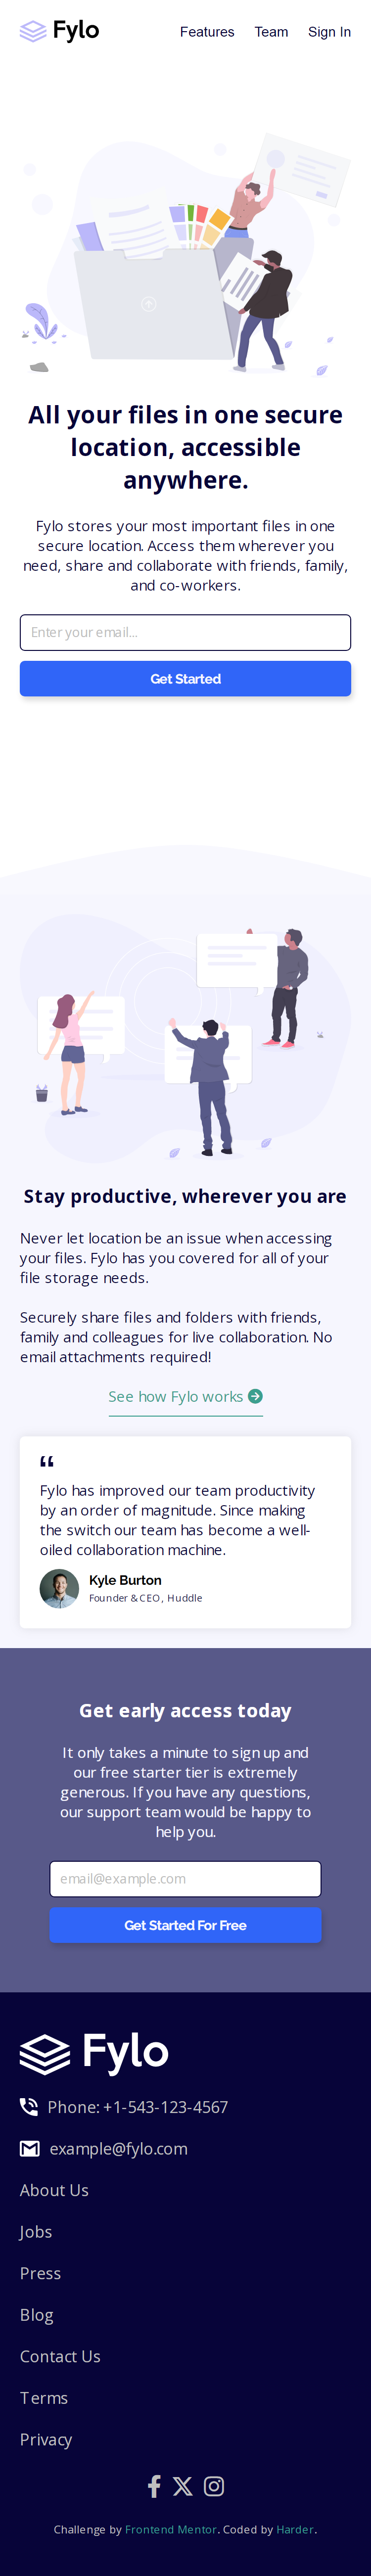 Fylo
Features Team Sign In
All your files in one secure
location, accessible
anywhere.
Fylo stores your most important files in one
secure location. Access them wherever you
need, share and collaborate with friends, family,
and co-workers.
Enter your email...
Get Started
Stay productive, wherever you are
Never let location be an issue when accessing
your files. Fylo has you covered for all of your
file storage needs.
Securely share files and folders with friends,
family and colleagues for live collaboration. No
email attachments required!
See how Fylo works
“
Fylo has improved our team productivity
by an order of magnitude. Since making
the switch our team has become a well-
oiled collaboration machine.
Kyle Burton
Founder & CEO, Huddle
Get early access today
It only takes a minute to sign up and
our free starter tier is extremely
generous. If you have any questions,
our support team would be happy to
help you.
email@example.com
Get Started For Free
Fylo
Phone: +1-543-123-4567
example@fylo.com
About Us
Jobs
Press
Blog
Contact Us
Terms
Privacy
Challenge by Frontend Mentor. Coded by Harder.